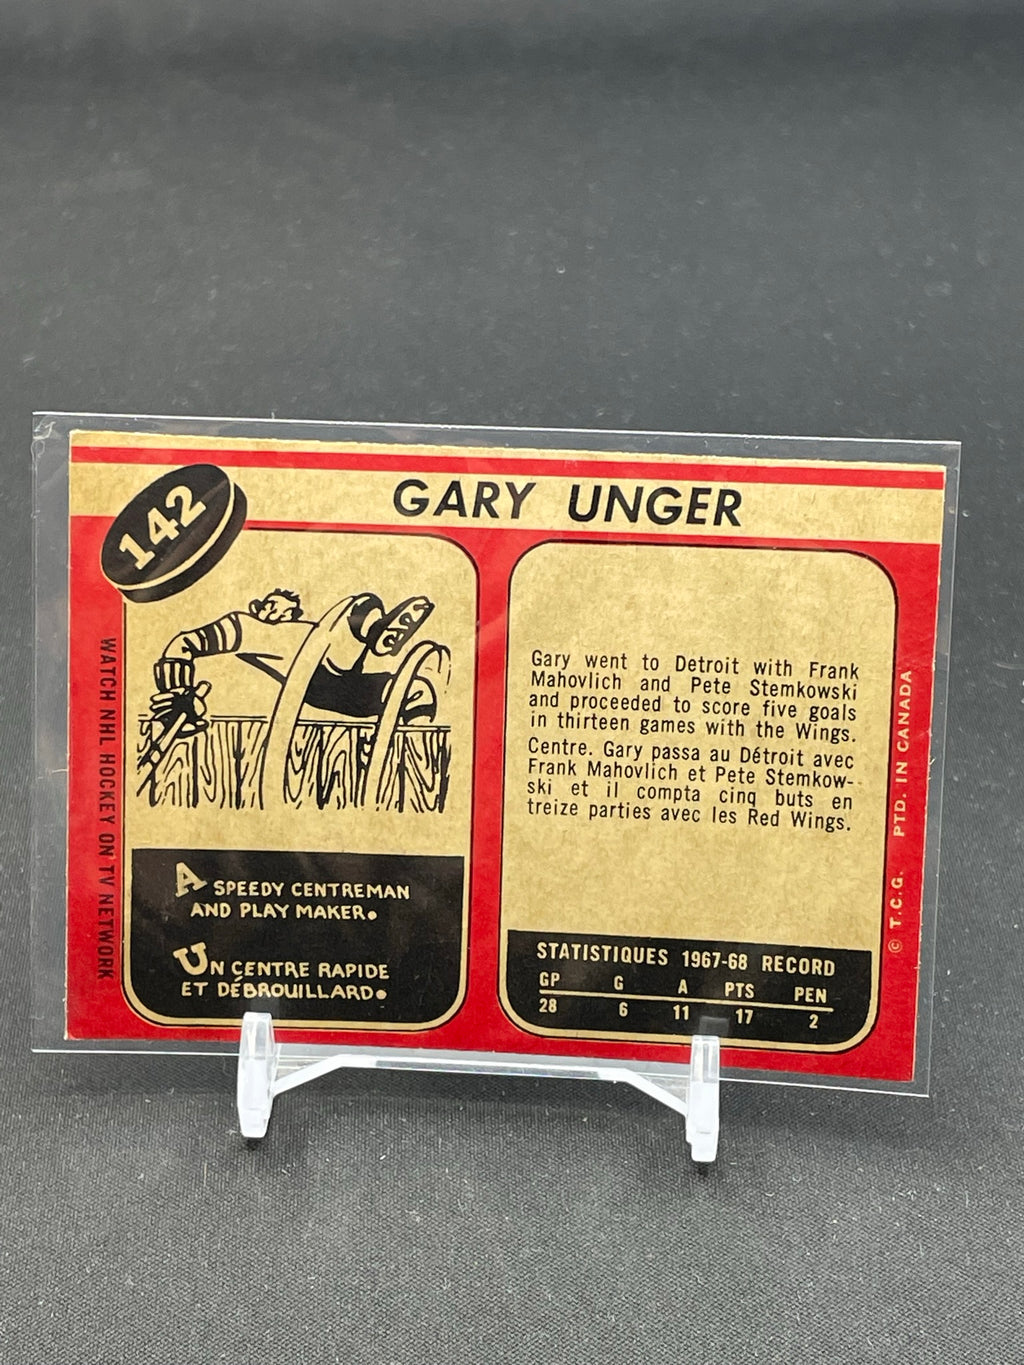 142
GARY UNGER
WATCH NHL HOCKEY ON TV NETWORK
A SPEEDY CENTREMAN
AND PLAY MAKER.
UN CENTRE RAPIDE
ET DÉBROUILLARD.
Gary went to Detroit with Frank
Mahovlich and Pete Stemkowski
and proceeded to score five goals
in thirteen games with the Wings.
Centre. Gary passa au Détroit avec
Frank Mahovlich et Pete Stemkow-
ski et il compta cinq buts en
treize parties avec les Red Wings.
STATISTIQUES 1967-68 RECORD
GP G A PTS PEN
28 6 11 17 2
© T.C.G. PTD. IN CANADA